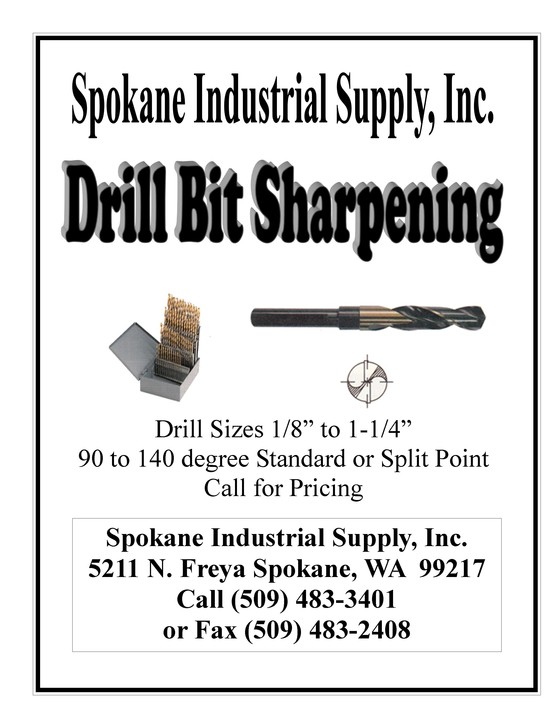 Spokane Industrial Supply, Inc.
Drill Bit Sharpening
Drill Sizes 1/8” to 1-1/4”
90 to 140 degree Standard or Split Point
Call for Pricing
Spokane Industrial Supply, Inc.
5211 N. Freya Spokane, WA  99217
Call (509) 483-3401
or Fax (509) 483-2408